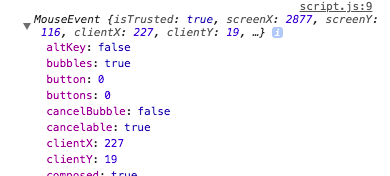 script.js:9
MouseEvent {isTrusted: true, screenX: 2877, screenY:
116, clientX: 227, clientY: 19, …} i
altKey: false
bubbles: true
button: 0
buttons: 0
cancelBubble: false
cancelable: true
clientX: 227
clientY: 19
composed: true